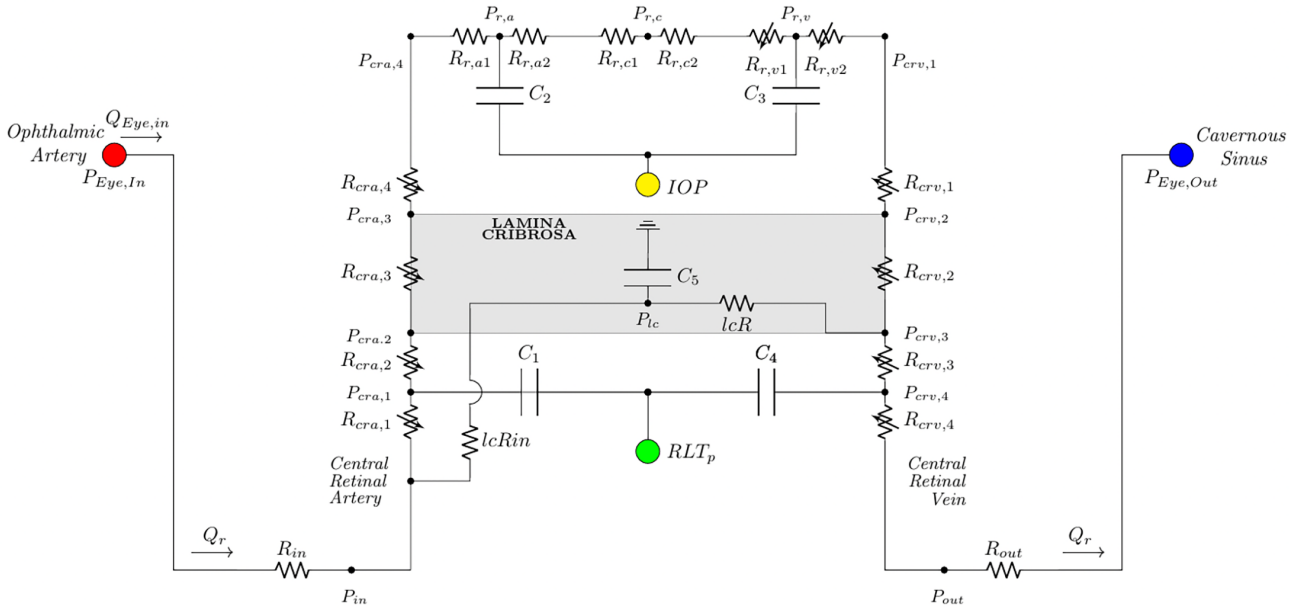 P_{r,a}
P_{r,c}
P_{r,v}
P_{cra,4}
R_{r,a1}
R_{r,a2}
R_{r,c1}
R_{r,c2}
R_{r,v1}
R_{r,v2}
P_{crv,1}
C_2
C_3
Q_{Eye,in}
Ophthalmic
Artery
P_{Eye,In}
Cavernous
Sinus
P_{Eye,Out}
R_{cra,4}
IOP
R_{crv,1}
P_{cra,3}
LAMINA
CRIBROSA
P_{crv,2}
R_{cra,3}
C_5
R_{crv,2}
P_{lc}
lcR
P_{cra.2}
P_{crv,3}
R_{cra,2}
C_1
C_4
R_{crv,3}
P_{cra,1}
P_{crv,4}
R_{cra,1}
lcRin
RLT_p
R_{crv,4}
Central
Retinal
Artery
Central
Retinal
Vein
Q_r
R_{in}
P_{in}
R_{out}
Q_r
P_{out}